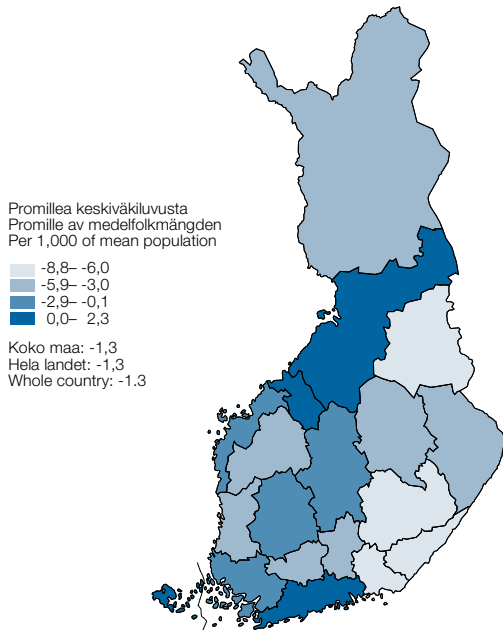 Promillea keskiväkiluvusta
Promille av medelfolkmängden
Per 1,000 of mean population
-8,8– -6,0
-5,9– -3,0
-2,9– -0,1
0,0– 2,3
Koko maa: -1,3
Hela landet: -1,3
Whole country: -1.3